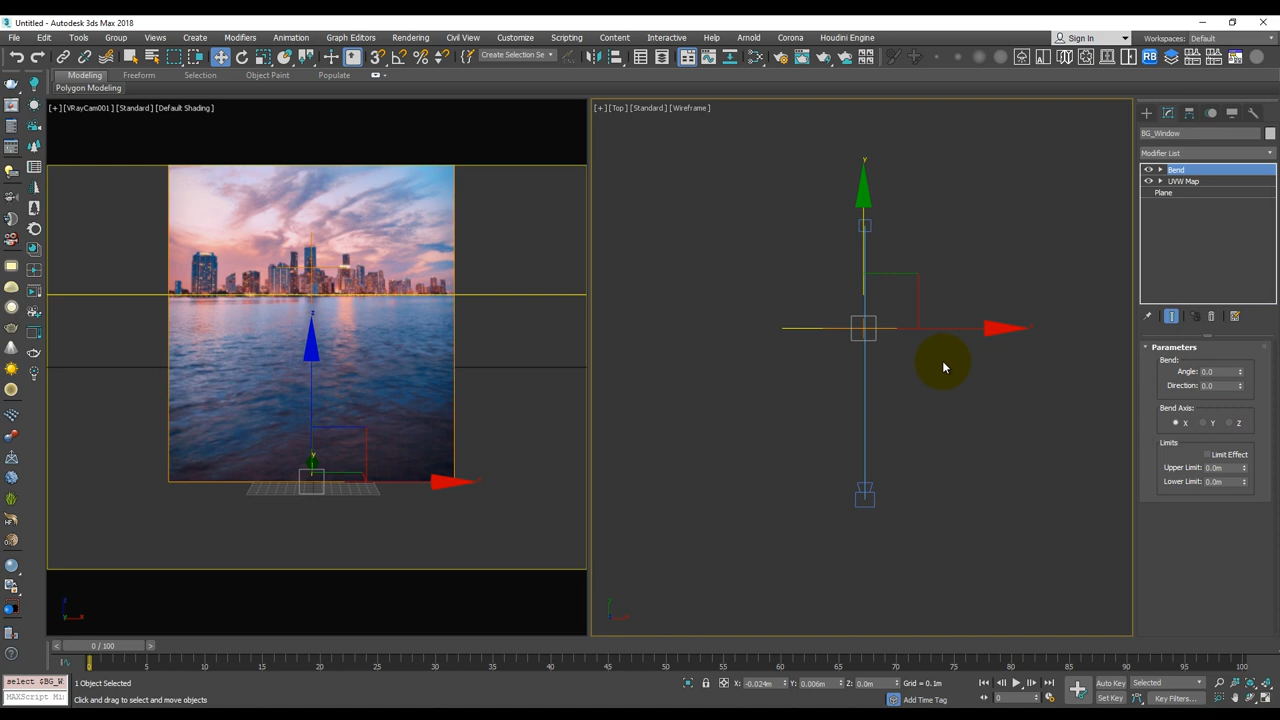 Untitled - Autodesk 3ds Max 2018
File Edit Tools Group Views Create Modifiers Animation Graph Editors Rendering Civil View Customize Scripting Content Interactive Help Arnold Corona Houdini Engine
Sign In
Workspaces: Default
Create Selection Se
RB
Modeling Freeform Selection Object Paint Populate
Polygon Modeling
[+] [VRayCam001] [Standard] [Default Shading]
[+] [Top] [Standard] [Wireframe]
BG_Window
Modifier List
Bend
UVW Map
Plane
Parameters
Bend:
Angle: 0.0
Direction: 0.0
Bend Axis:
X Y Z
Limits
Limit Effect
Upper Limit: 0.0m
Lower Limit: 0.0m
0 / 100
0 5 10 15 20 25 30 35 40 45 50 55 60 65 70 75 80 85 90 95 100
select $BG_W:
MAXScript Mi:
1 Object Selected
Click and drag to select and move objects
X: -0.024m Y: 0.006m Z: 0.0m Grid = 0.1m
Add Time Tag
0
Auto Key Selected
Set Key Key Filters...